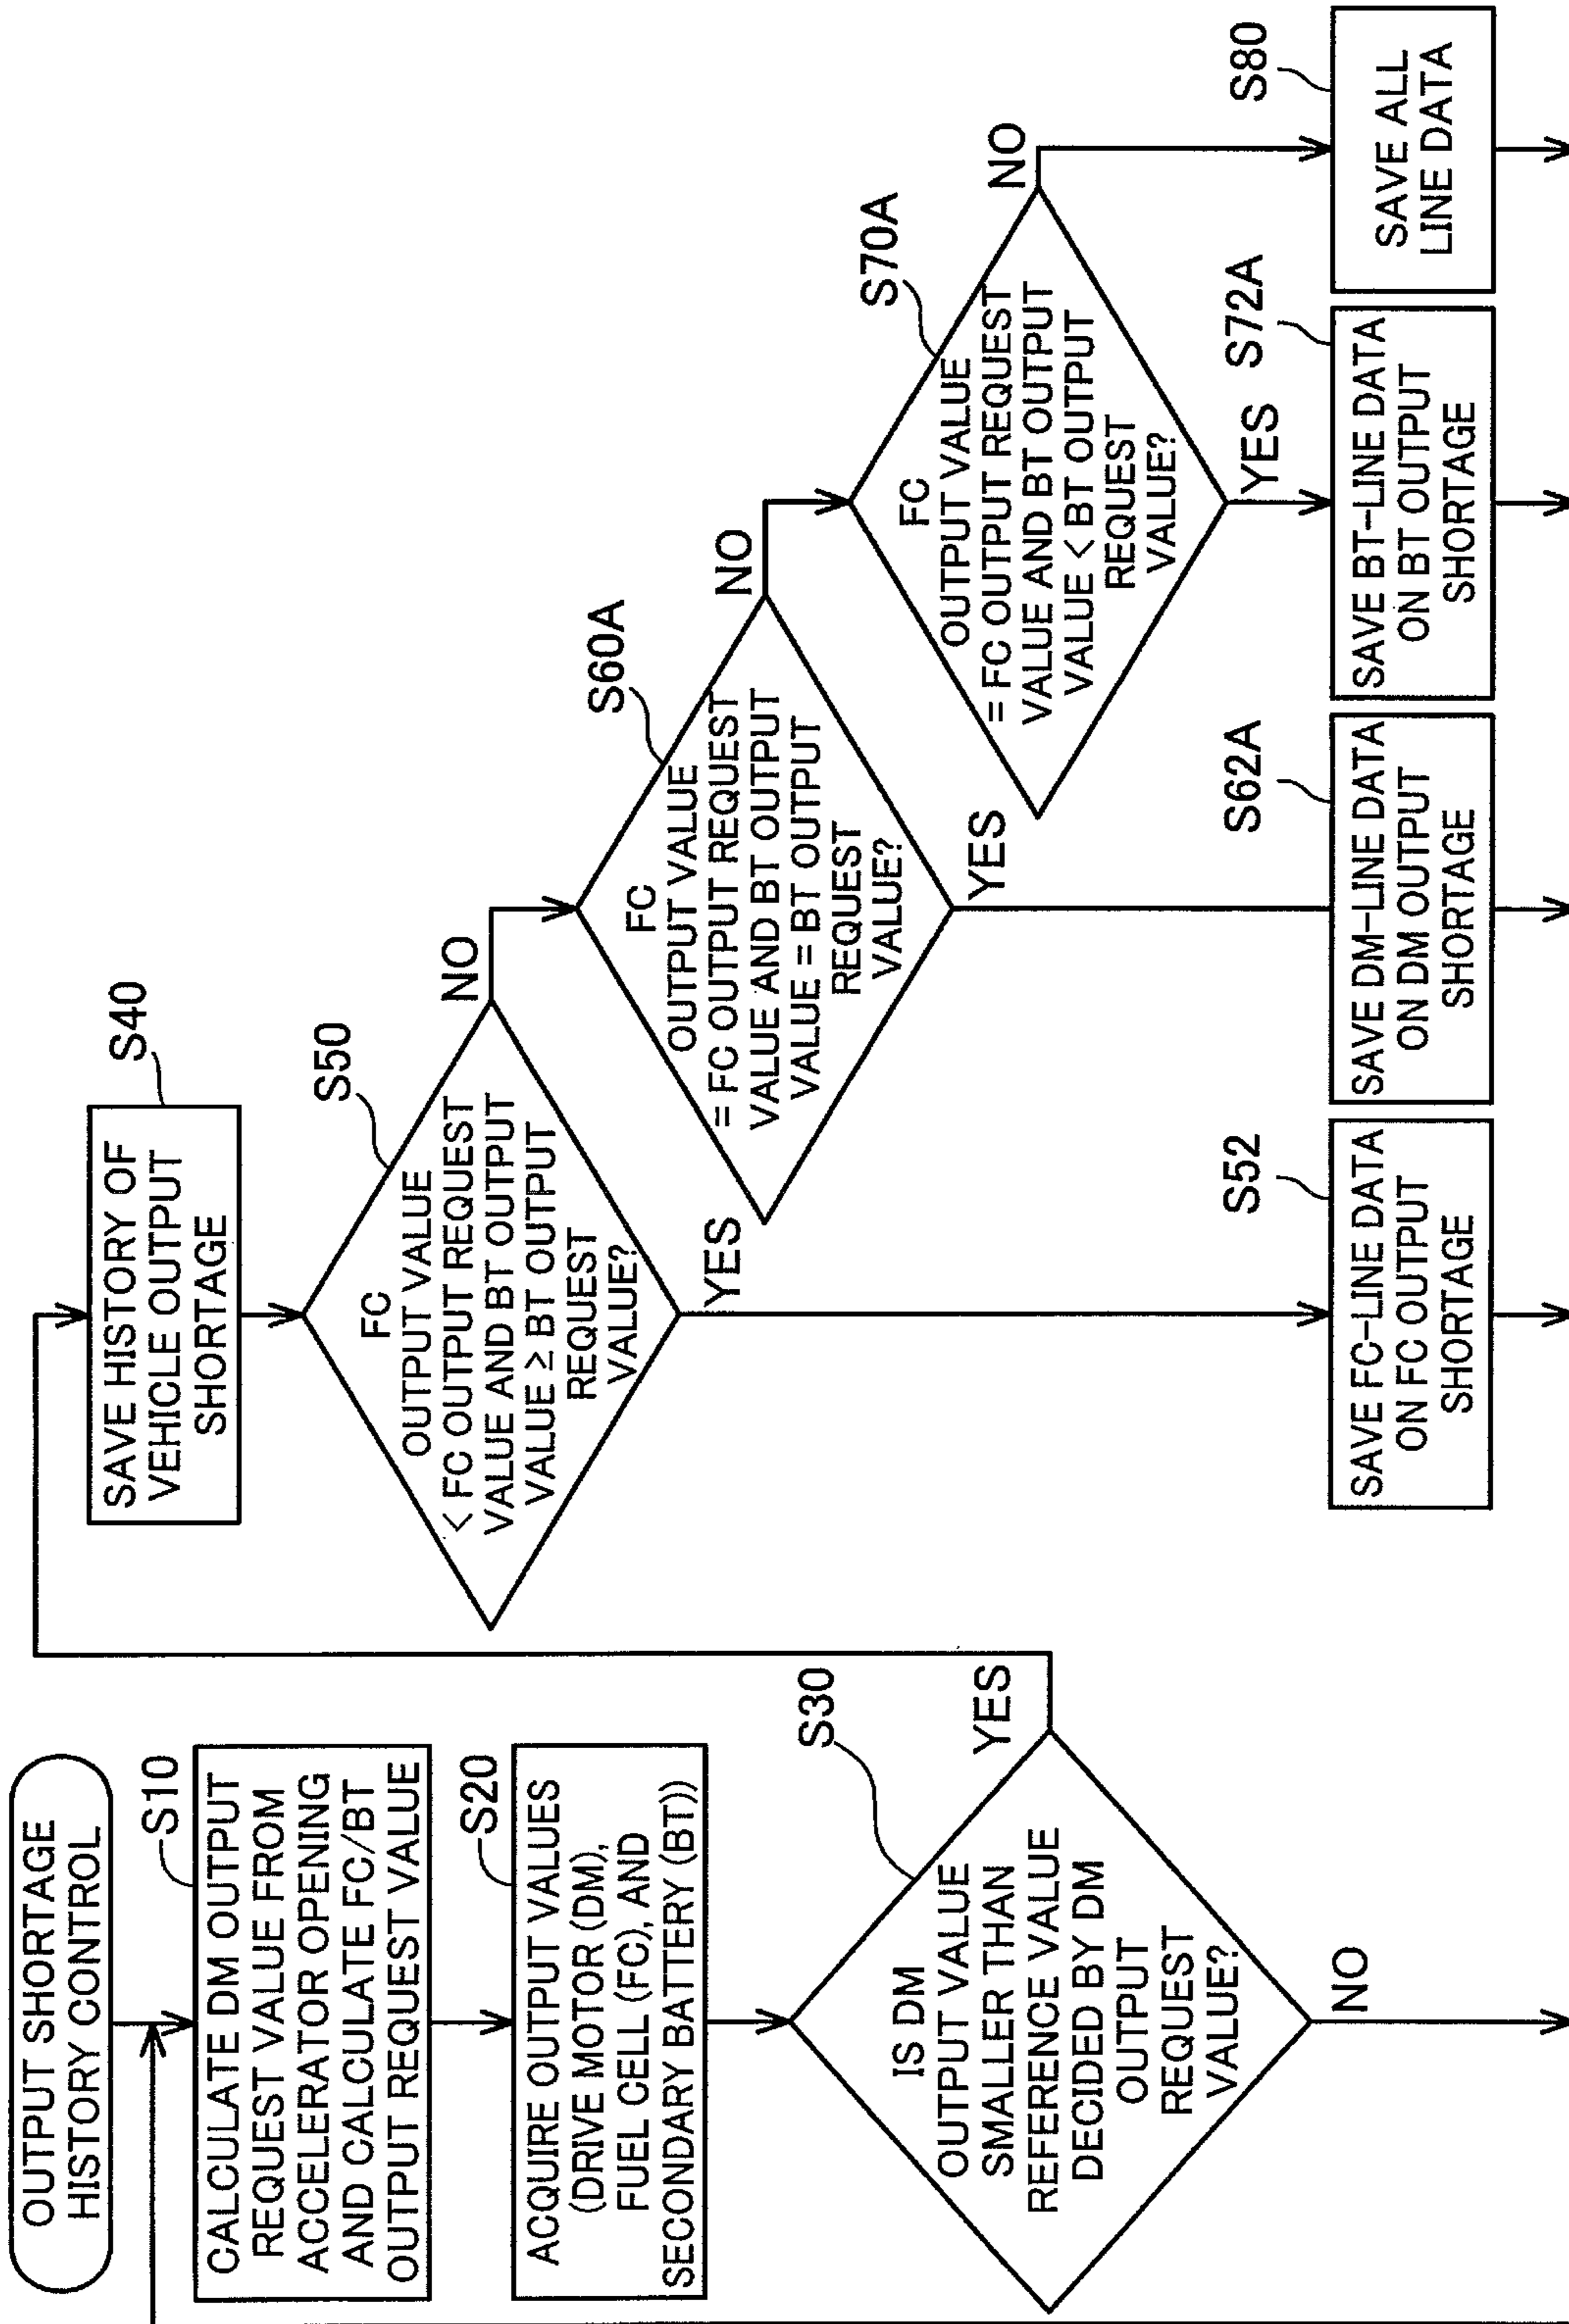 OUTPUT SHORTAGE
HISTORY CONTROL
S10
CALCULATE DM OUTPUT
REQUEST VALUE FROM
ACCELERATOR OPENING
AND CALCULATE FC/BT
OUTPUT REQUEST VALUE
S20
ACQUIRE OUTPUT VALUES
(DRIVE MOTOR (DM),
FUEL CELL (FC), AND
SECONDARY BATTERY (BT))
S30
IS DM
OUTPUT VALUE
SMALLER THAN
REFERENCE VALUE
DECIDED BY DM
OUTPUT
REQUEST
VALUE?
YES
NO
S40
SAVE HISTORY OF
VEHICLE OUTPUT
SHORTAGE
S50
FC
OUTPUT VALUE
< FC OUTPUT REQUEST
VALUE AND BT OUTPUT
VALUE ≥ BT OUTPUT
REQUEST
VALUE?
NO
YES
S52
SAVE FC-LINE DATA
ON FC OUTPUT
SHORTAGE
S60A
FC
OUTPUT VALUE
= FC OUTPUT REQUEST
VALUE AND BT OUTPUT
VALUE = BT OUTPUT
REQUEST
VALUE?
NO
YES
S62A
SAVE DM-LINE DATA
ON DM OUTPUT
SHORTAGE
S70A
FC
OUTPUT VALUE
= FC OUTPUT REQUEST
VALUE AND BT OUTPUT
VALUE < BT OUTPUT
REQUEST
VALUE?
NO
YES
S72A
SAVE BT-LINE DATA
ON BT OUTPUT
SHORTAGE
S80
SAVE ALL
LINE DATA